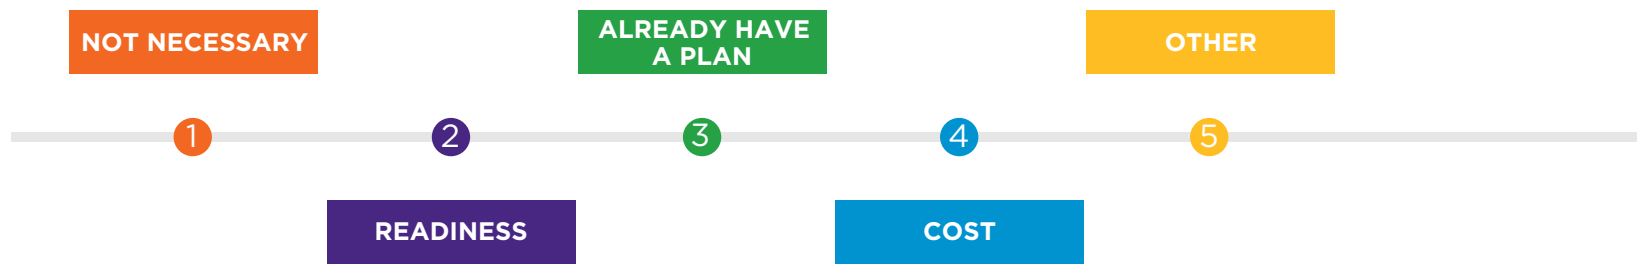 NOT NECESSARY
ALREADY HAVE
A PLAN
OTHER
1
2
3
4
5
READINESS
COST